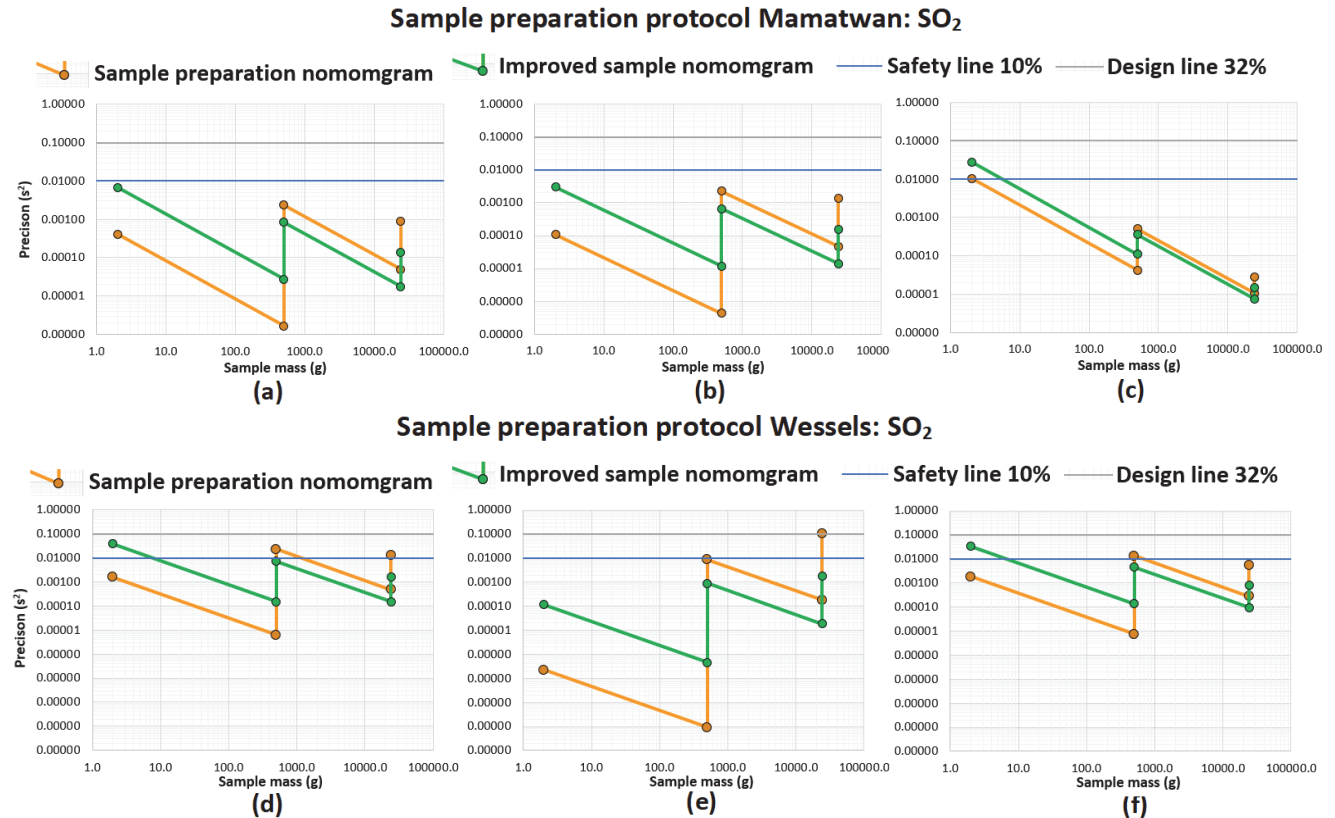 Sample preparation protocol Mamatwan: SO2
Sample preparation nomomgram Improved sample nomomgram Safety line 10% Design line 32%
Precison (s²)
1.00000
0.10000
0.01000
0.00100
0.00010
0.00001
0.00000
1.0 10.0 100.0 1000.0 10000.0 100000.0
Sample mass (g)
(a)
1.00000
0.10000
0.01000
0.00100
0.00010
0.00001
0.00000
0.00000
1.0 10.0 100.0 1000.0 10000.0 100000.0
Sample mass (g)
(b)
1.00000
0.10000
0.01000
0.00100
0.00010
0.00001
0.00000
1.0 10.0 100.0 1000.0 10000.0 100000.0
Sample mass (g)
(c)
Sample preparation protocol Wessels: SO2
Sample preparation nomomgram Improved sample nomomgram Safety line 10% Design line 32%
Precison (s²)
1.00000
0.10000
0.01000
0.00100
0.00010
0.00001
0.00000
0.00000
0.00000
0.00000
1.0 10.0 100.0 1000.0 10000.0 100000.0
Sample mass (g)
(d)
1.00000
0.10000
0.01000
0.00100
0.00010
0.00001
0.00000
0.00000
0.00000
0.00000
1.0 10.0 100.0 1000.0 10000.0 100000.0
Sample mass (g)
(e)
1.00000
0.10000
0.01000
0.00100
0.00010
0.00001
0.00000
0.00000
0.00000
0.00000
1.0 10.0 100.0 1000.0 10000.0 100000.0
Sample mass (g)
(f)